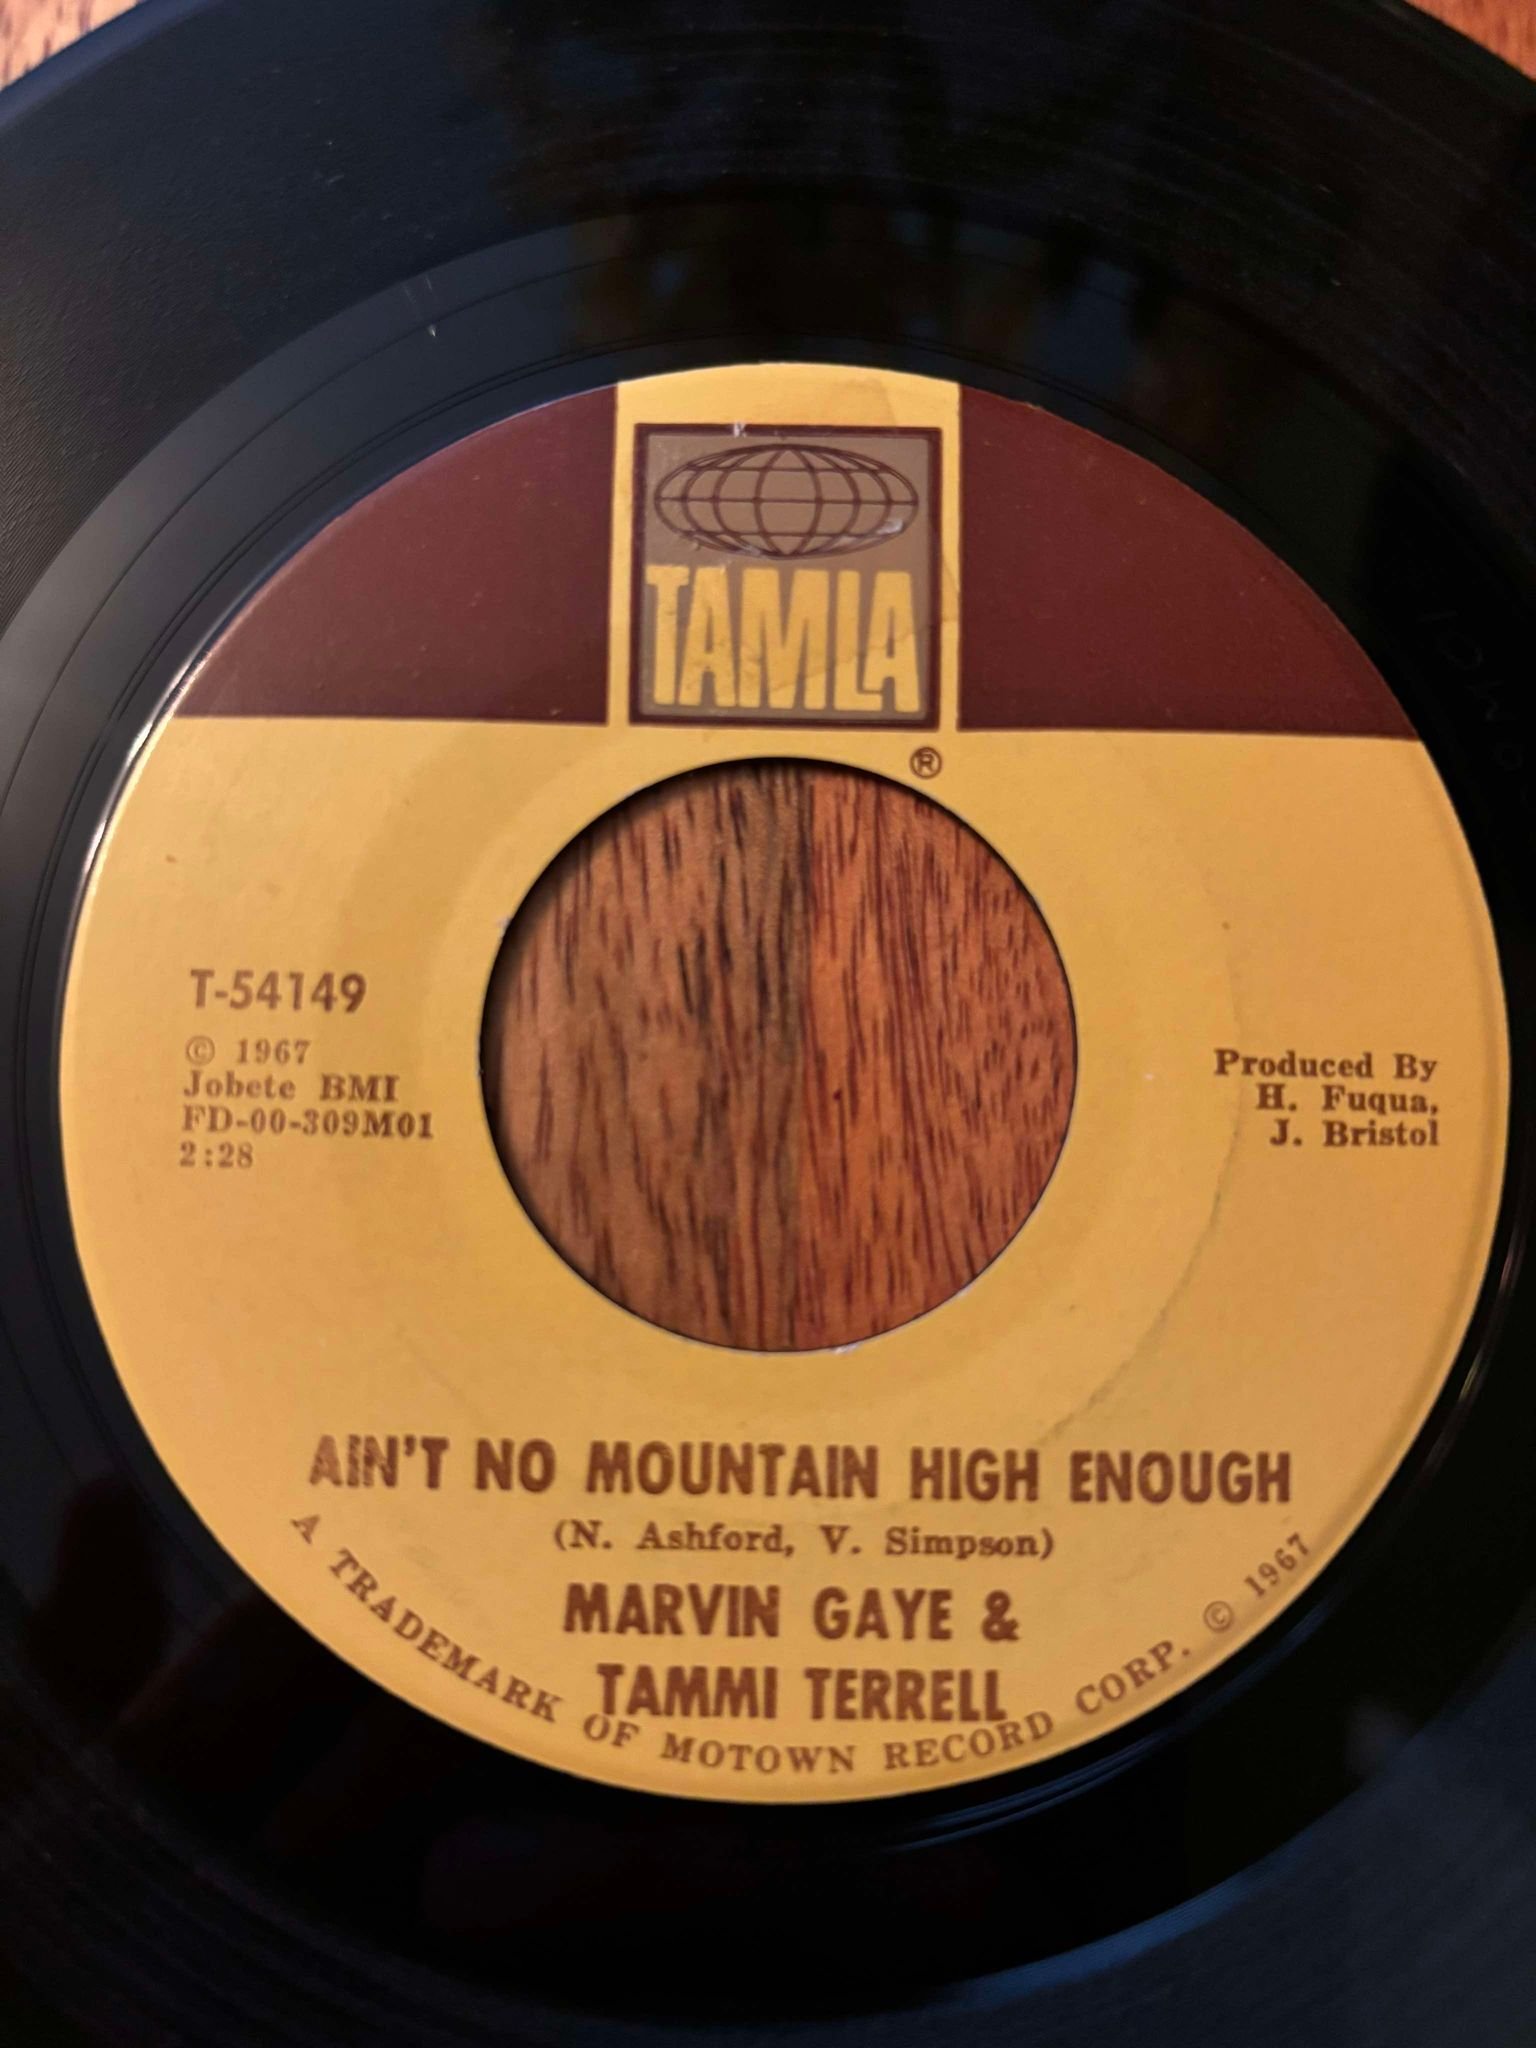 TAMLA
®
T-54149
© 1967
Jobete BMI
FD-00-309M01
2:28
Produced By
H. Fuqua,
J. Bristol
AIN'T NO MOUNTAIN HIGH ENOUGH
(N. Ashford, V. Simpson)
MARVIN GAYE &
TAMMI TERRELL
A TRADEMARK OF MOTOWN RECORD CORP. © 1967